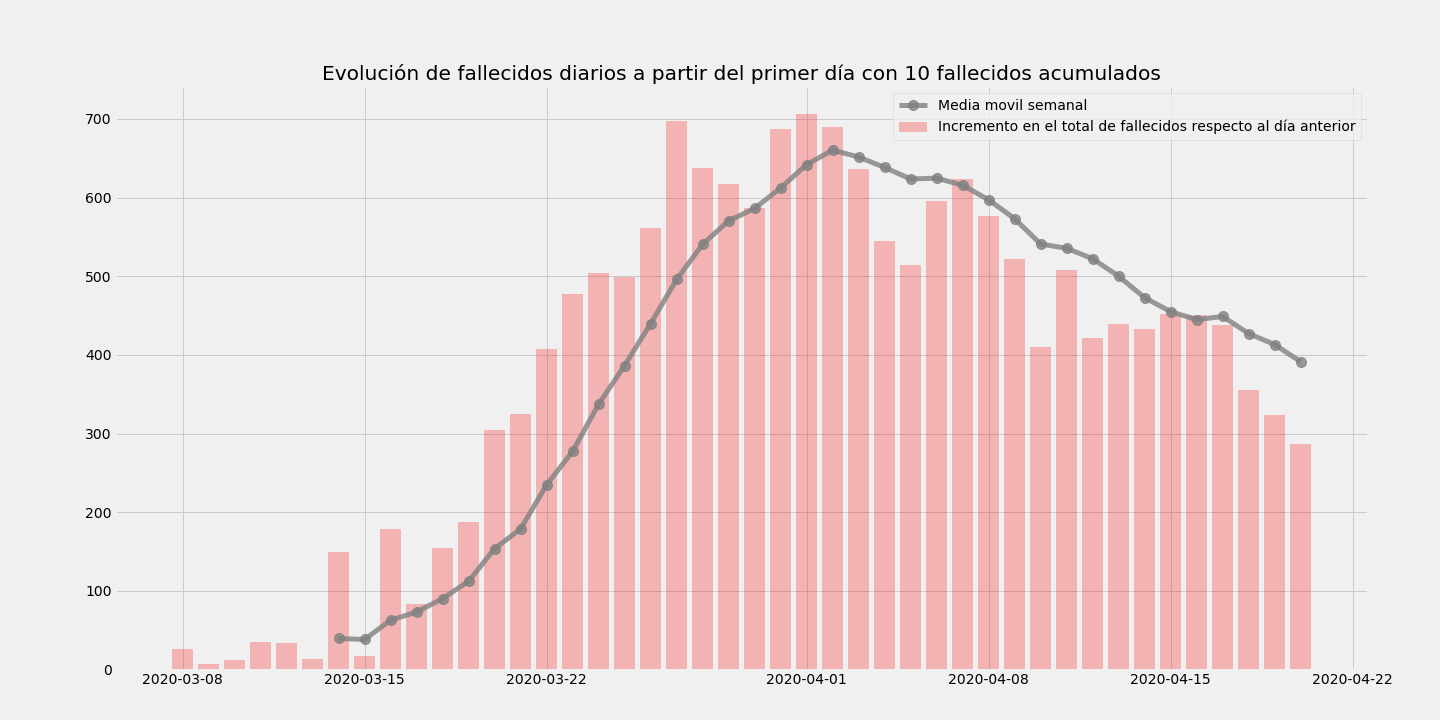 Evolución de fallecidos diarios a partir del primer día con 10 fallecidos acumulados
Media movil semanal
Incremento en el total de fallecidos respecto al día anterior
700
600
500
400
300
200
100
0
2020-03-08 2020-03-15 2020-03-22 2020-04-01 2020-04-08 2020-04-15 2020-04-22